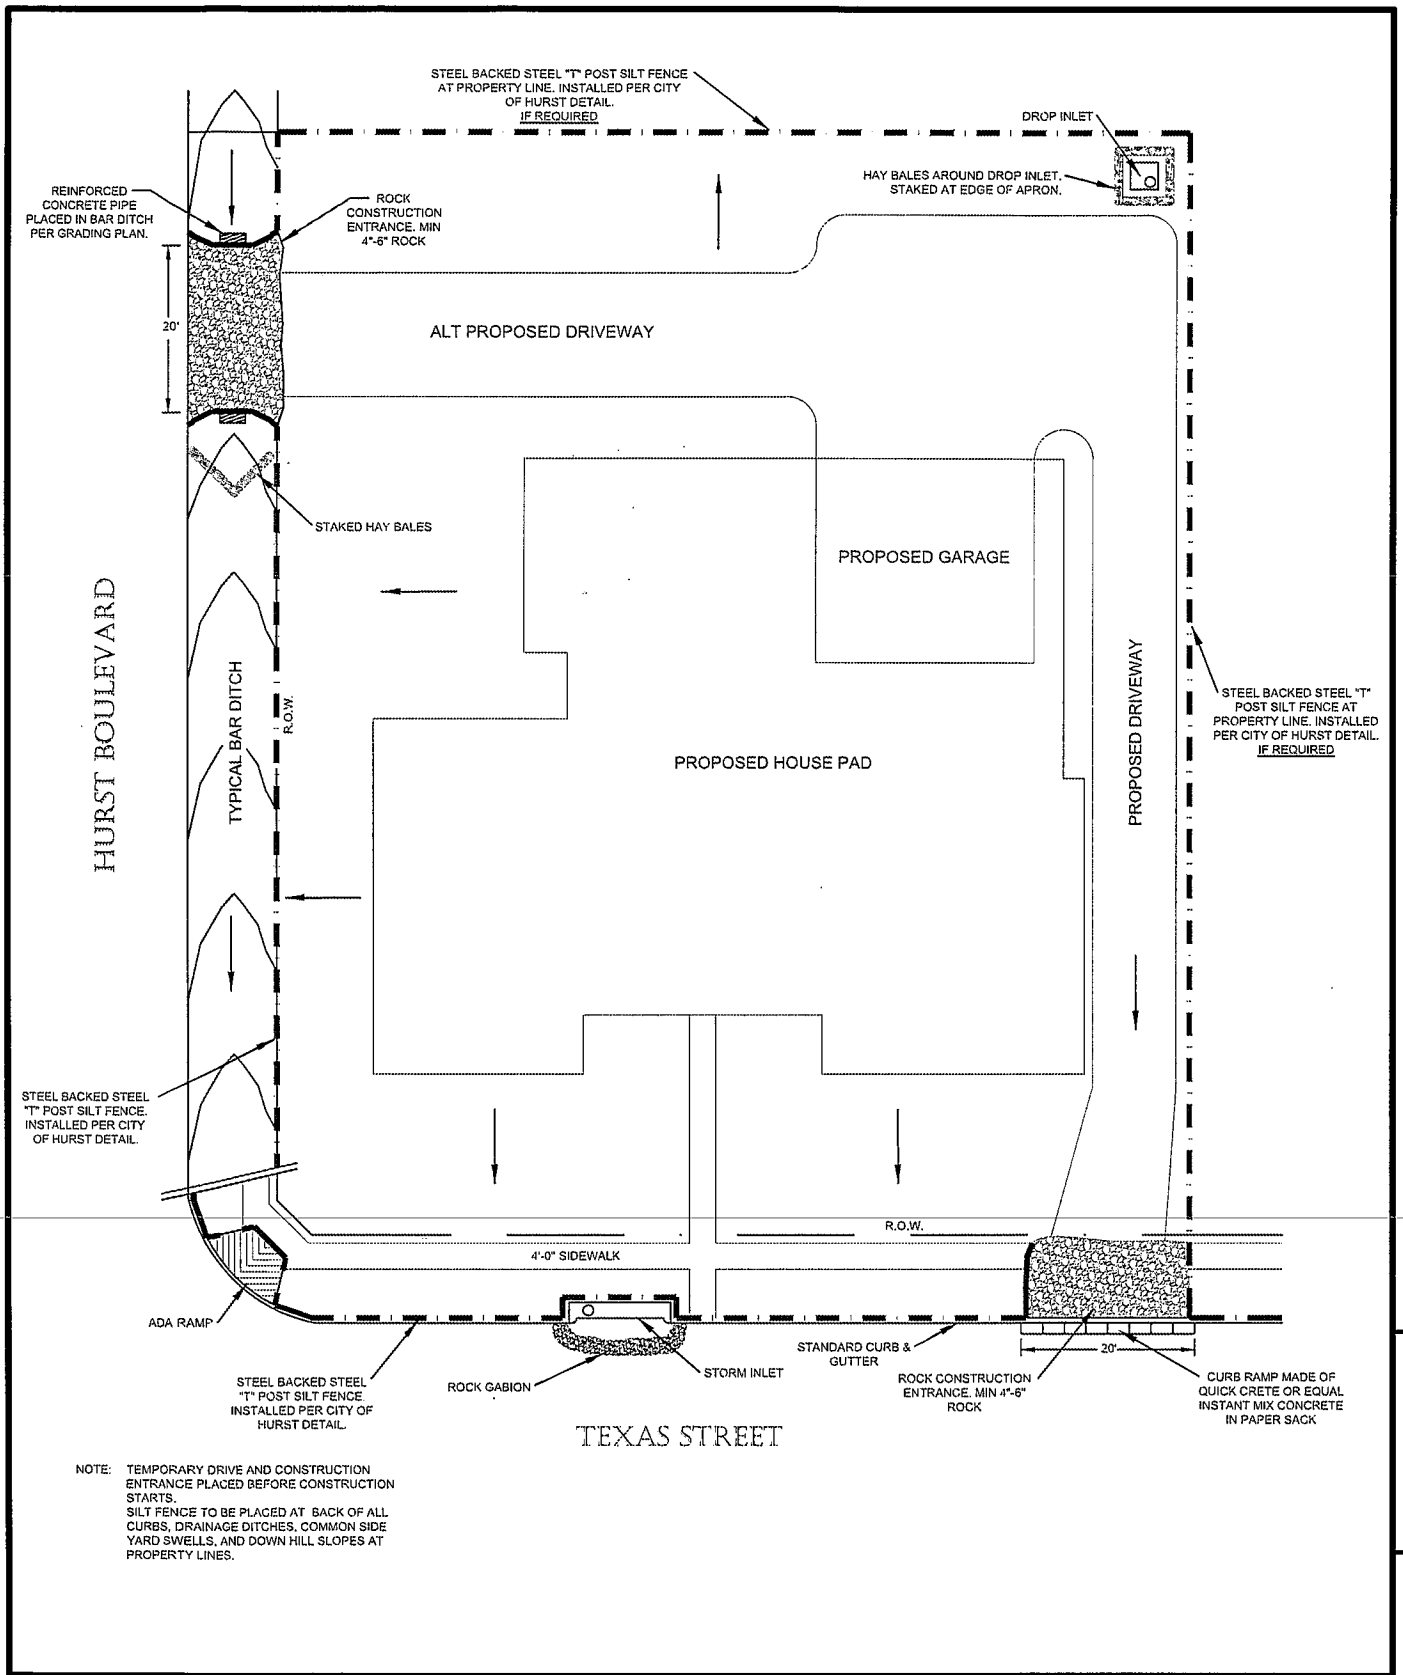 STEEL BACKED STEEL "T" POST SILT FENCE
AT PROPERTY LINE. INSTALLED PER CITY
OF HURST DETAIL.
IF REQUIRED
DROP INLET
HAY BALES AROUND DROP INLET.
STAKED AT EDGE OF APRON.
REINFORCED
CONCRETE PIPE
PLACED IN BAR DITCH
PER GRADING PLAN.
ROCK
CONSTRUCTION
ENTRANCE. MIN
4"-6" ROCK
20'
ALT PROPOSED DRIVEWAY
STAKED HAY BALES
PROPOSED GARAGE
HURST BOULEVARD
TYPICAL BAR DITCH
R.O.W.
PROPOSED HOUSE PAD
PROPOSED DRIVEWAY
STEEL BACKED STEEL "T"
POST SILT FENCE AT
PROPERTY LINE. INSTALLED
PER CITY OF HURST DETAIL.
IF REQUIRED
STEEL BACKED STEEL
"T" POST SILT FENCE.
INSTALLED PER CITY
OF HURST DETAIL.
R.O.W.
4'-0" SIDEWALK
ADA RAMP
STEEL BACKED STEEL
"T" POST SILT FENCE.
INSTALLED PER CITY OF
HURST DETAIL.
ROCK GABION
STORM INLET
STANDARD CURB &
GUTTER
ROCK CONSTRUCTION
ENTRANCE. MIN 4"-6"
ROCK
20'
CURB RAMP MADE OF
QUICK CRETE OR EQUAL
INSTANT MIX CONCRETE
IN PAPER SACK
TEXAS STREET
NOTE: TEMPORARY DRIVE AND CONSTRUCTION
ENTRANCE PLACED BEFORE CONSTRUCTION
STARTS.
SILT FENCE TO BE PLACED AT BACK OF ALL
CURBS, DRAINAGE DITCHES, COMMON SIDE
YARD SWELLS, AND DOWN HILL SLOPES AT
PROPERTY LINES.